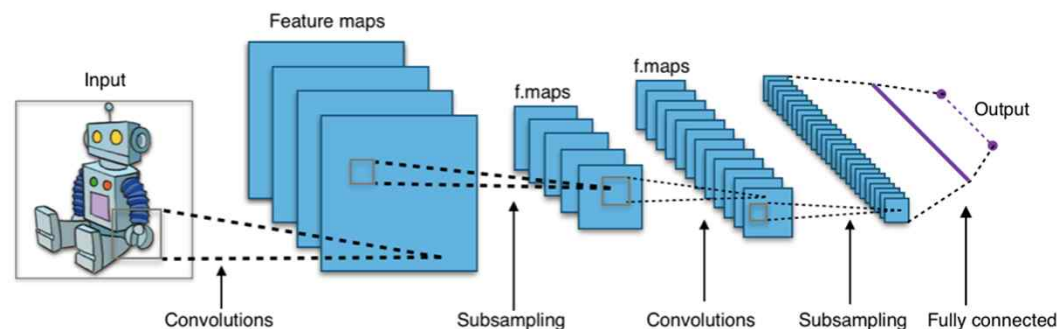 Feature maps
Input
f.maps
f.maps
Output
Convolutions
Subsampling
Convolutions
Subsampling
Fully connected